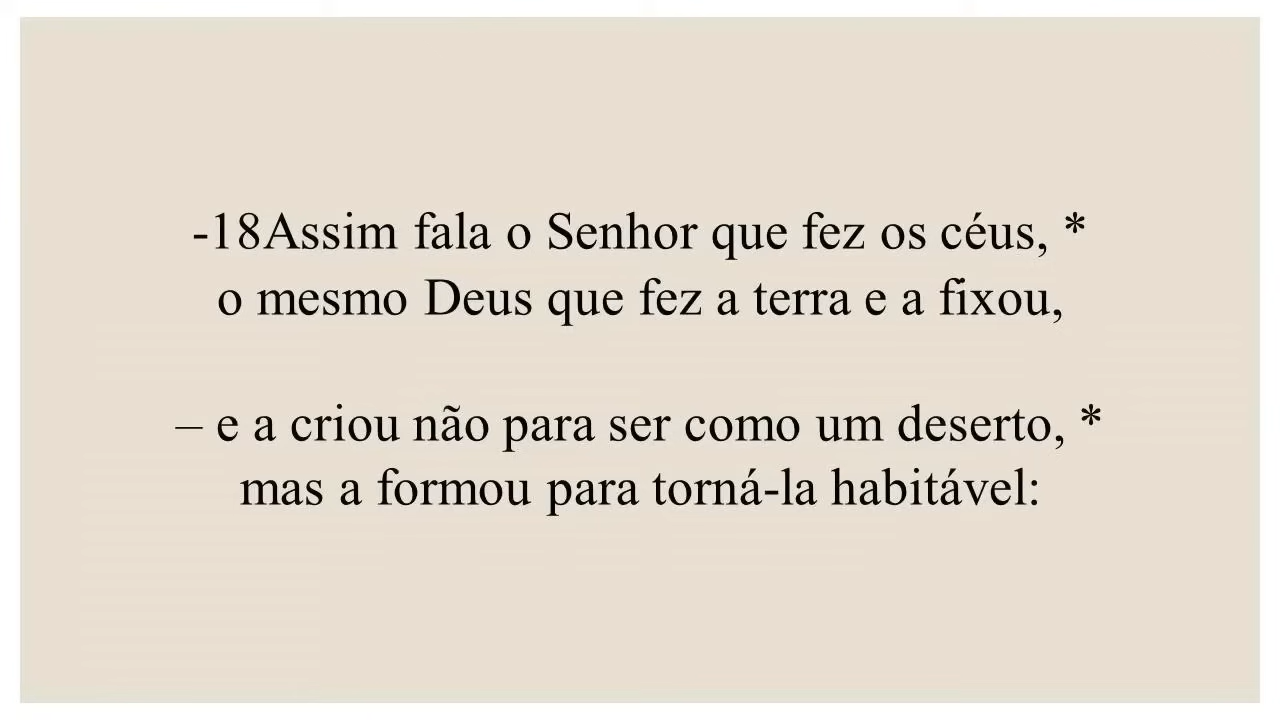 -18Assim fala o Senhor que fez os céus, *
o mesmo Deus que fez a terra e a fixou,
– e a criou não para ser como um deserto, *
mas a formou para torná-la habitável: